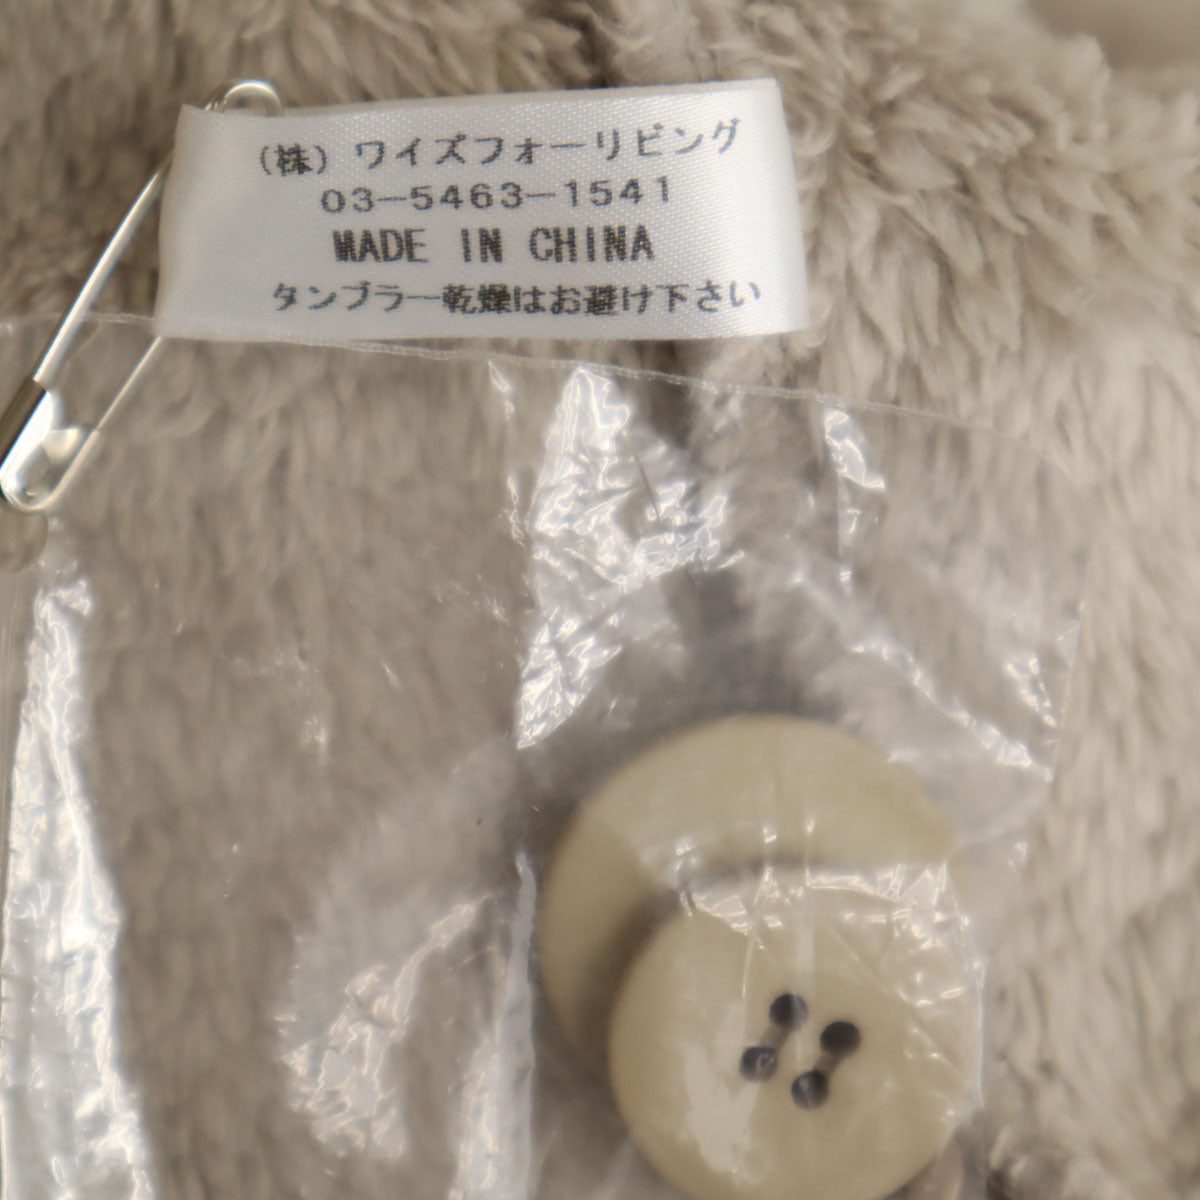 (株) ワイズフォーリビング
03-5463-1541
MADE IN CHINA
タンブラー乾燥はお避け下さい